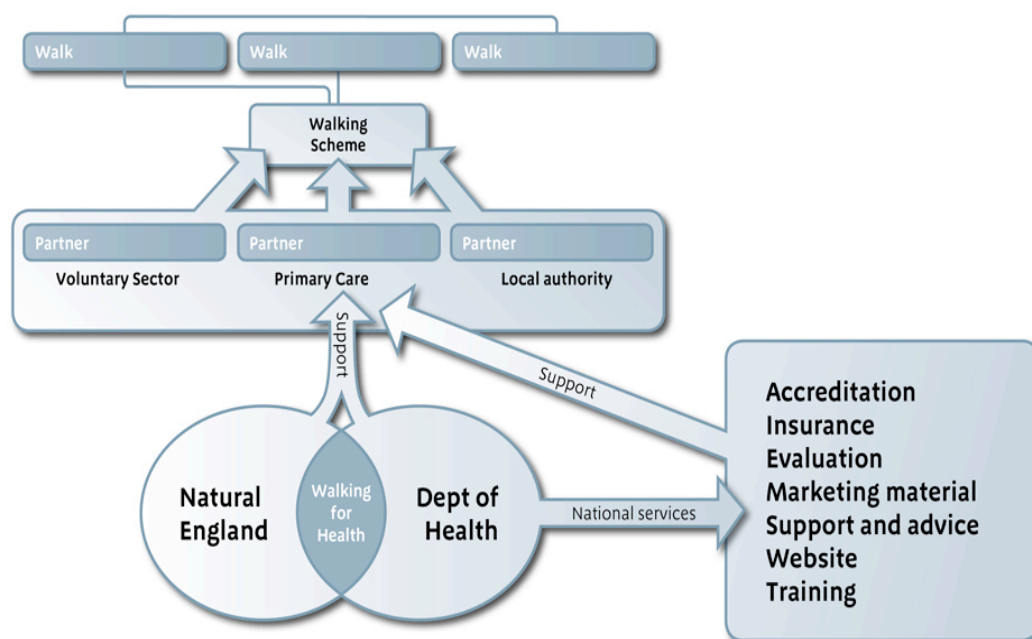 Walk
Walk
Walk
Walking
Scheme
Partner
Partner
Partner
Voluntary Sector
Primary Care
Local authority
Support
Support
Natural
England
Walking
for
Health
Dept of
Health
National services
Accreditation
Insurance
Evaluation
Marketing material
Support and advice
Website
Training